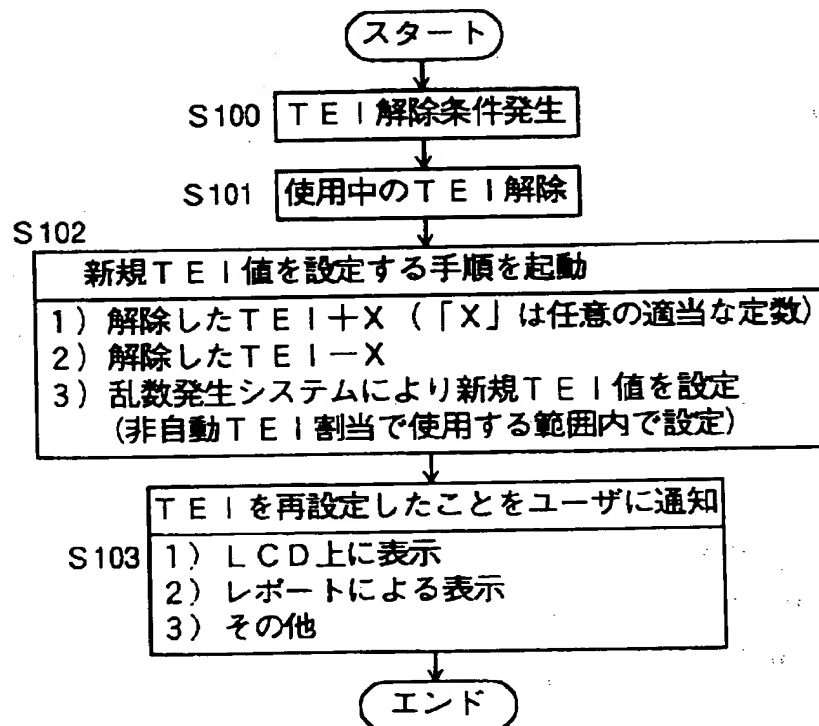 スタート
S100 TEI解除条件発生
S101 使用中のTEI解除
S102
新規TEI値を設定する手順を起動
1) 解除したTEI+X (「X」は任意の適当な定数)
2) 解除したTEI-X
3) 乱数発生システムにより新規TEI値を設定
(非自動TEI割当で使用する範囲内で設定)
TEIを再設定したことをユーザに通知
S103 1) LCD上に表示
2) レポートによる表示
3) その他
エンド